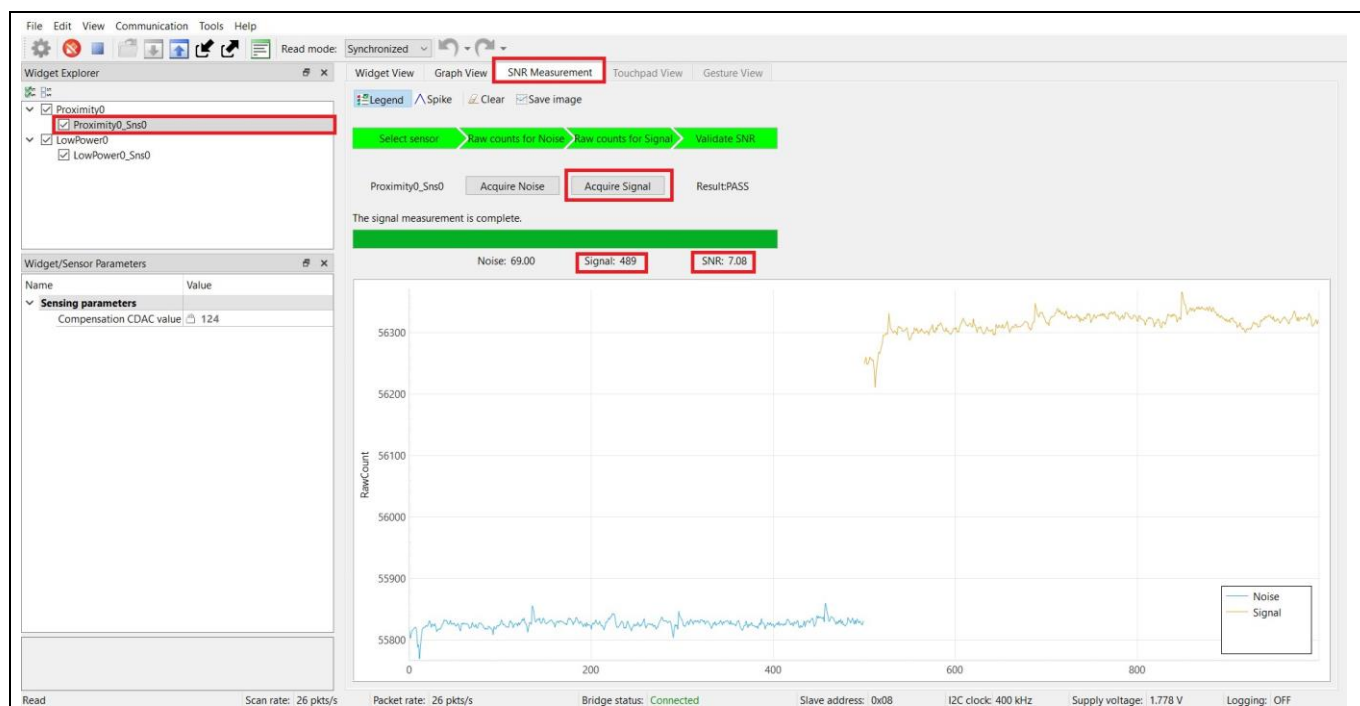 File Edit View Communication Tools Help
Read mode: Synchronized
Widget Explorer
Proximity0
Proximity0_Sns0
LowPower0
LowPower0_Sns0
Widget/Sensor Parameters
Name Value
Sensing parameters
Compensation CDAC value 124
Widget View Graph View SNR Measurement Touchpad View Gesture View
Legend Spike Clear Save image
Select sensor Raw counts for Noise Raw counts for Signal Validate SNR
Proximity0_Sns0 Acquire Noise Acquire Signal Result:PASS
The signal measurement is complete.
Noise: 69.00 Signal: 489 SNR: 7.08
RawCount
56300
56200
56100
56000
55900
55800
0 200 400 600 800
Noise
Signal
Read Scan rate: 26 pkts/s Packet rate: 26 pkts/s Bridge status: Connected Slave address: 0x08 I2C clock: 400 kHz Supply voltage: 1.778 V Logging: OFF